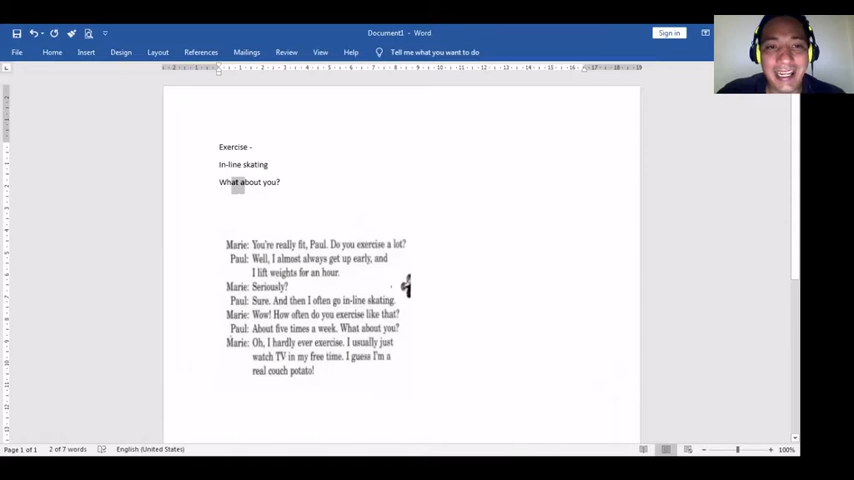 Document1 - Word
Sign in
File Home Insert Design Layout References Mailings Review View Help Tell me what you want to do
Exercise -
In-line skating
What about you?
Marie: You're really fit, Paul. Do you exercise a lot?
Paul: Well, I almost always get up early, and
I lift weights for an hour.
Marie: Seriously?
Paul: Sure. And then I often go in-line skating.
Marie: Wow! How often do you exercise like that?
Paul: About five times a week. What about you?
Marie: Oh, I hardly ever exercise. I usually just
watch TV in my free time. I guess I'm a
real couch potato!
Page 1 of 1 2 of 7 words English (United States) 100%